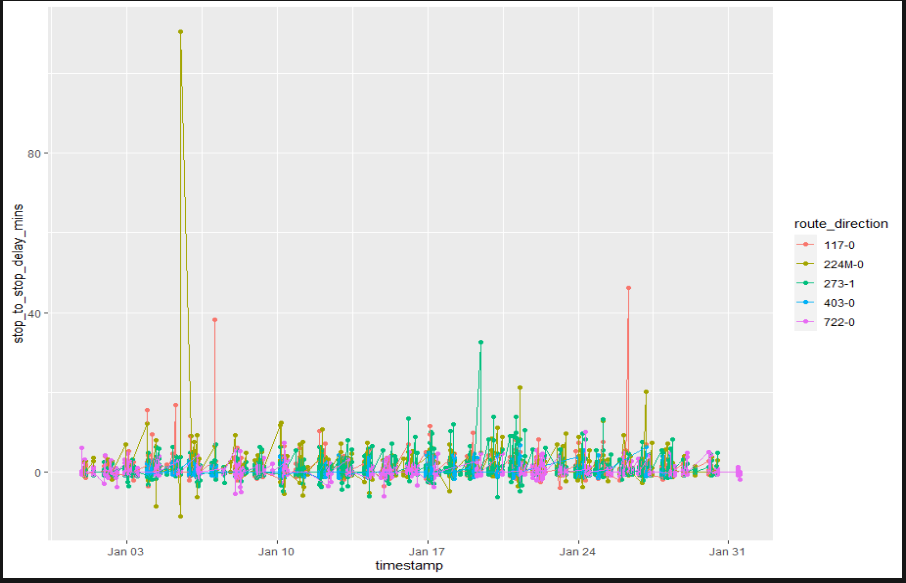 stop_to_stop_delay_mins
80
40
0
Jan 03 Jan 10 Jan 17 Jan 24 Jan 31
timestamp
route_direction
117-0
224M-0
273-1
403-0
722-0